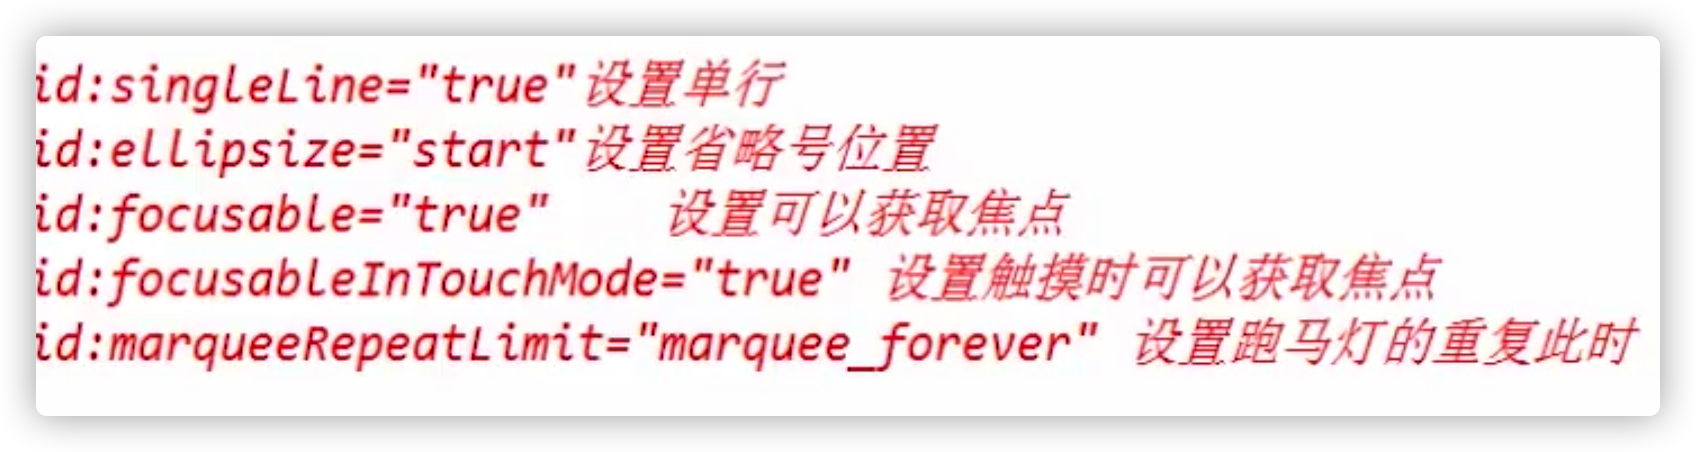 id:singleLine="true"设置单行
id:ellipsize="start"设置省略号位置
id:focusable="true" 设置可以获取焦点
id:focusableInTouchMode="true" 设置触摸时可以获取焦点
id:marqueeRepeatLimit="marquee_forever" 设置跑马灯的重复此时